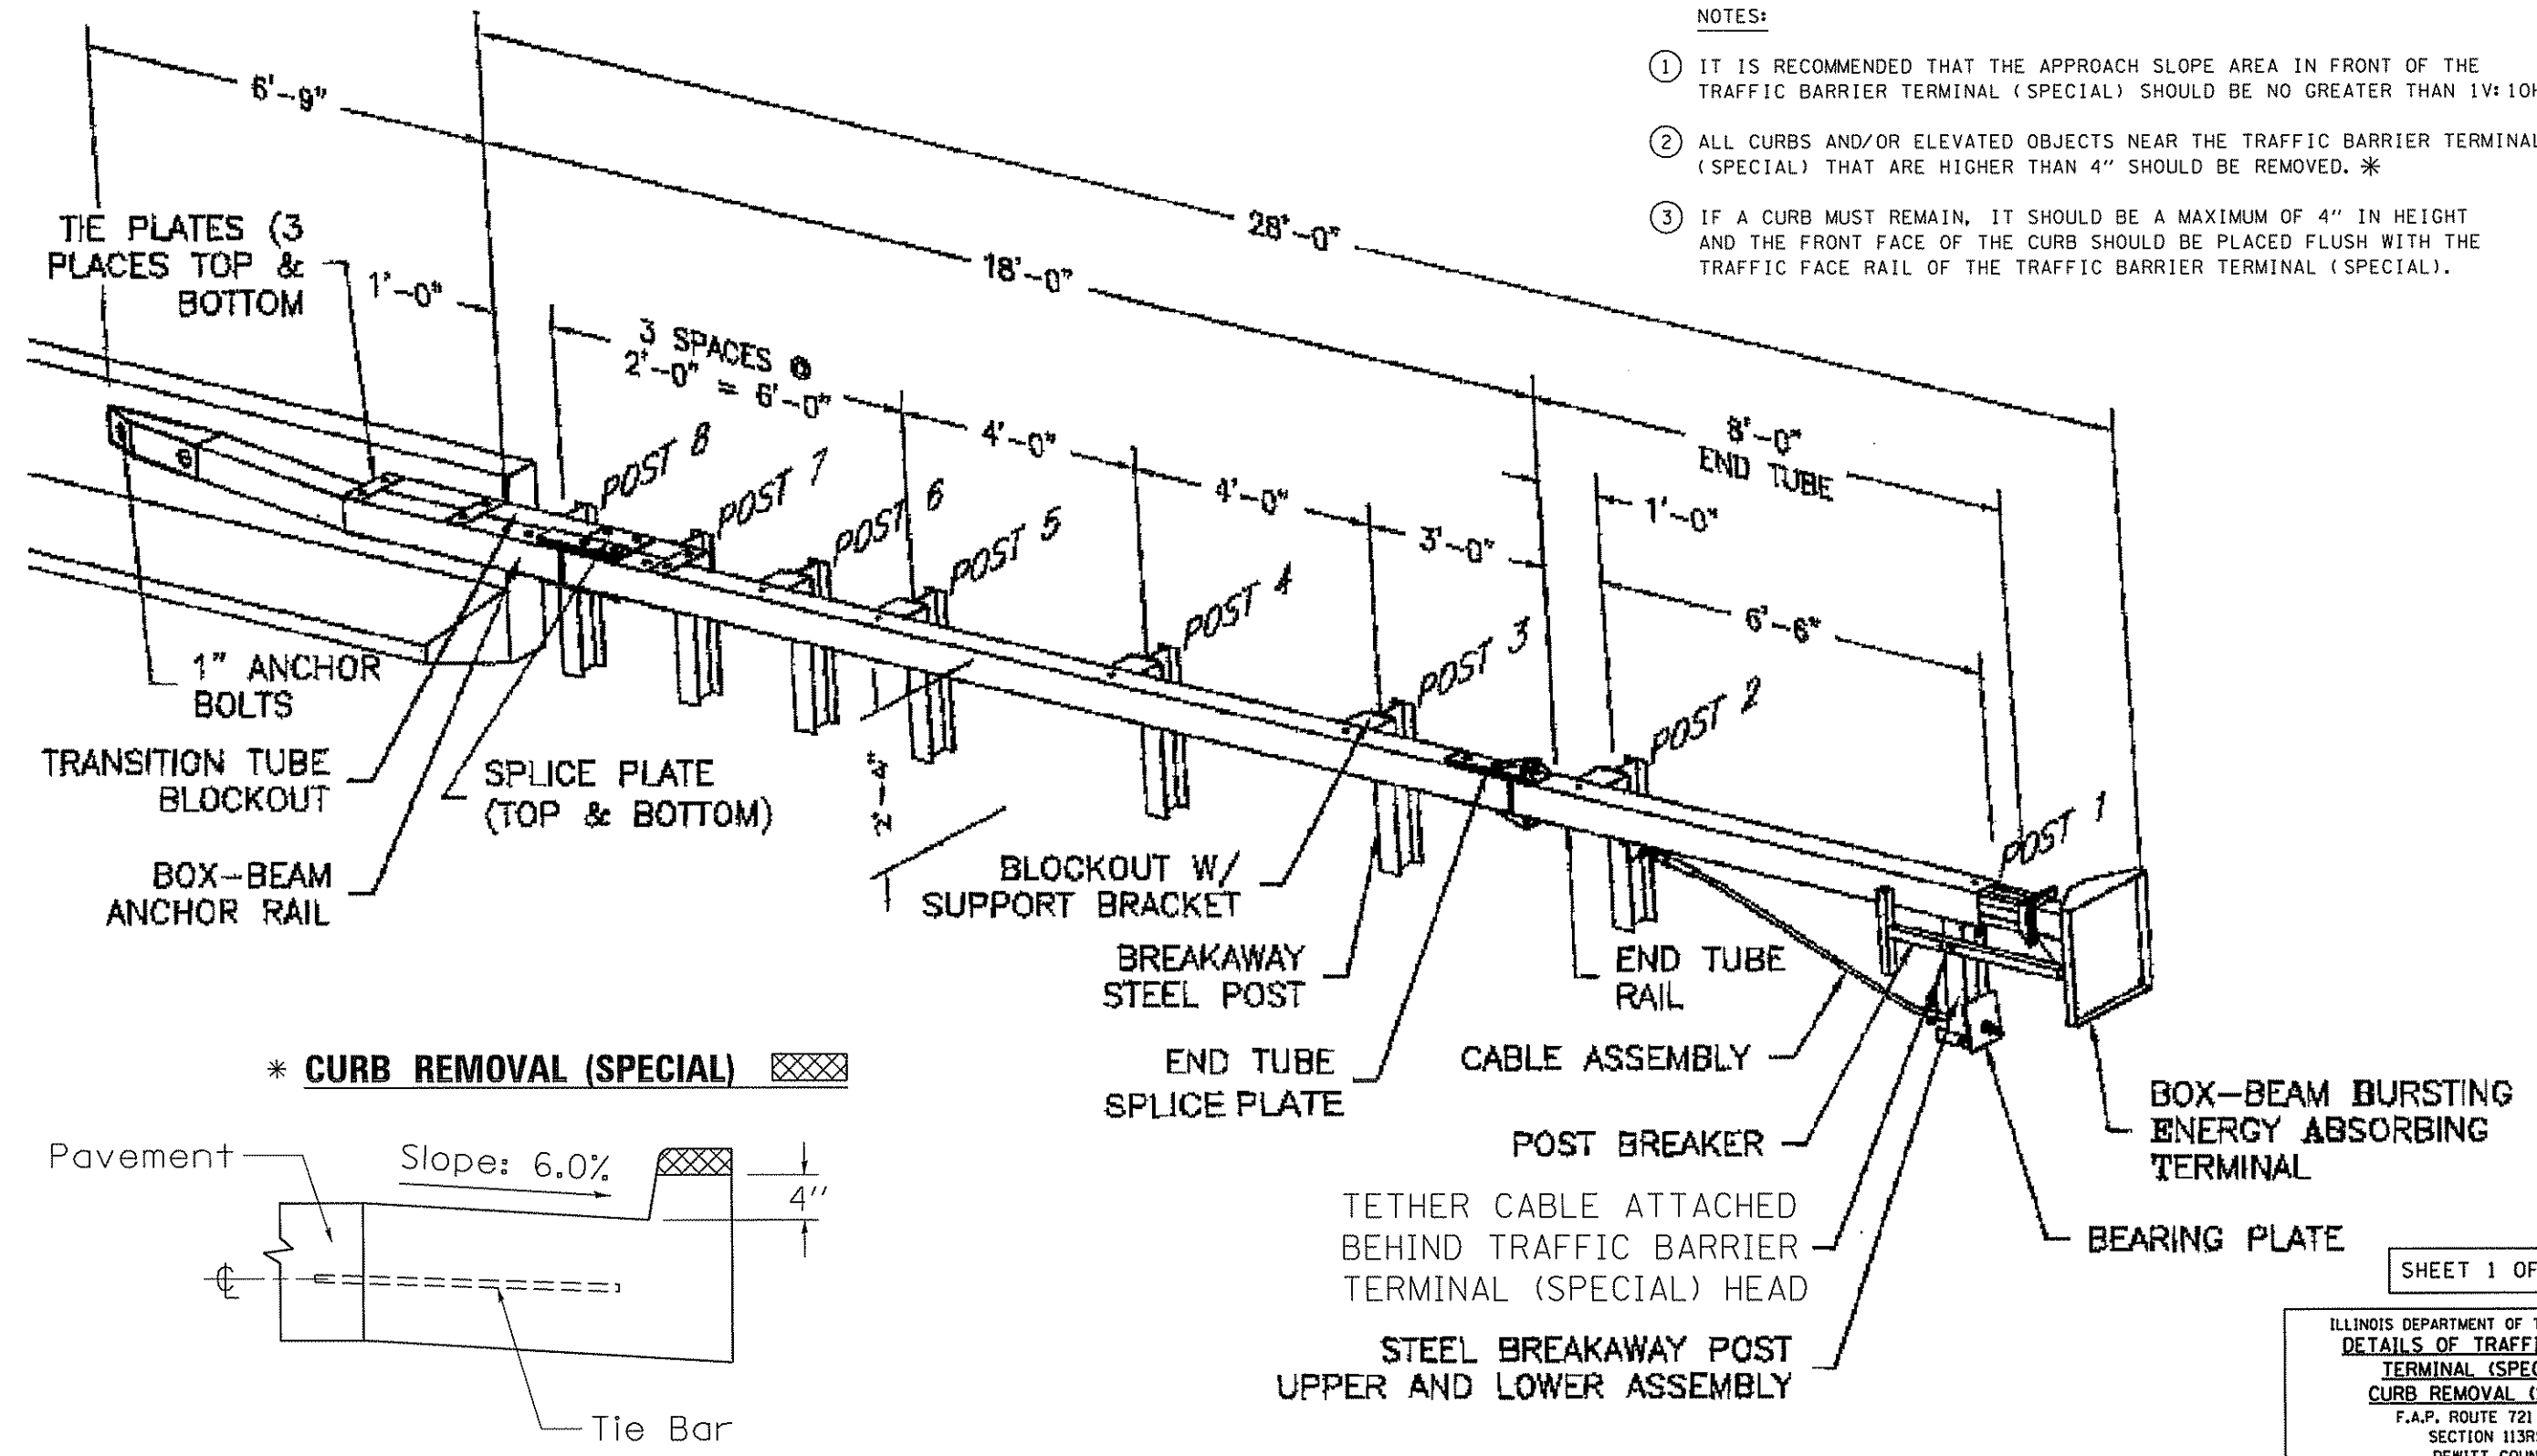 NOTES:
① IT IS RECOMMENDED THAT THE APPROACH SLOPE AREA IN FRONT OF THE
TRAFFIC BARRIER TERMINAL (SPECIAL) SHOULD BE NO GREATER THAN 1V:10H
② ALL CURBS AND/OR ELEVATED OBJECTS NEAR THE TRAFFIC BARRIER TERMINAL
(SPECIAL) THAT ARE HIGHER THAN 4" SHOULD BE REMOVED. *
③ IF A CURB MUST REMAIN, IT SHOULD BE A MAXIMUM OF 4" IN HEIGHT
AND THE FRONT FACE OF THE CURB SHOULD BE PLACED FLUSH WITH THE
TRAFFIC FACE RAIL OF THE TRAFFIC BARRIER TERMINAL (SPECIAL).
6'-9"
28'-0"
18'-0"
TIE PLATES (3
PLACES TOP &
BOTTOM
1'-0"
3 SPACES @
2'-0" = 6'-0"
4'-0"
4'-0"
3'-0"
8'-0"
END TUBE
1'-0"
6'-6"
POST 8
POST 7
POST 6
POST 5
POST 4
POST 3
POST 2
POST 1
2'-4"
1" ANCHOR
BOLTS
TRANSITION TUBE
BLOCKOUT
SPLICE PLATE
(TOP & BOTTOM)
BOX-BEAM
ANCHOR RAIL
BLOCKOUT W/
SUPPORT BRACKET
BREAKAWAY
STEEL POST
END TUBE
RAIL
END TUBE
SPLICE PLATE
CABLE ASSEMBLY
POST BREAKER
BOX-BEAM BURSTING
ENERGY ABSORBING
TERMINAL
TETHER CABLE ATTACHED
BEHIND TRAFFIC BARRIER
TERMINAL (SPECIAL) HEAD
BEARING PLATE
STEEL BREAKAWAY POST
UPPER AND LOWER ASSEMBLY
* CURB REMOVAL (SPECIAL)
Pavement
Slope: 6.0%
4"
℄
Tie Bar
SHEET 1 OF
ILLINOIS DEPARTMENT OF T
DETAILS OF TRAFFI
TERMINAL (SPEC
CURB REMOVAL (
F.A.P. ROUTE 721
SECTION 113R
DEWITT COUN